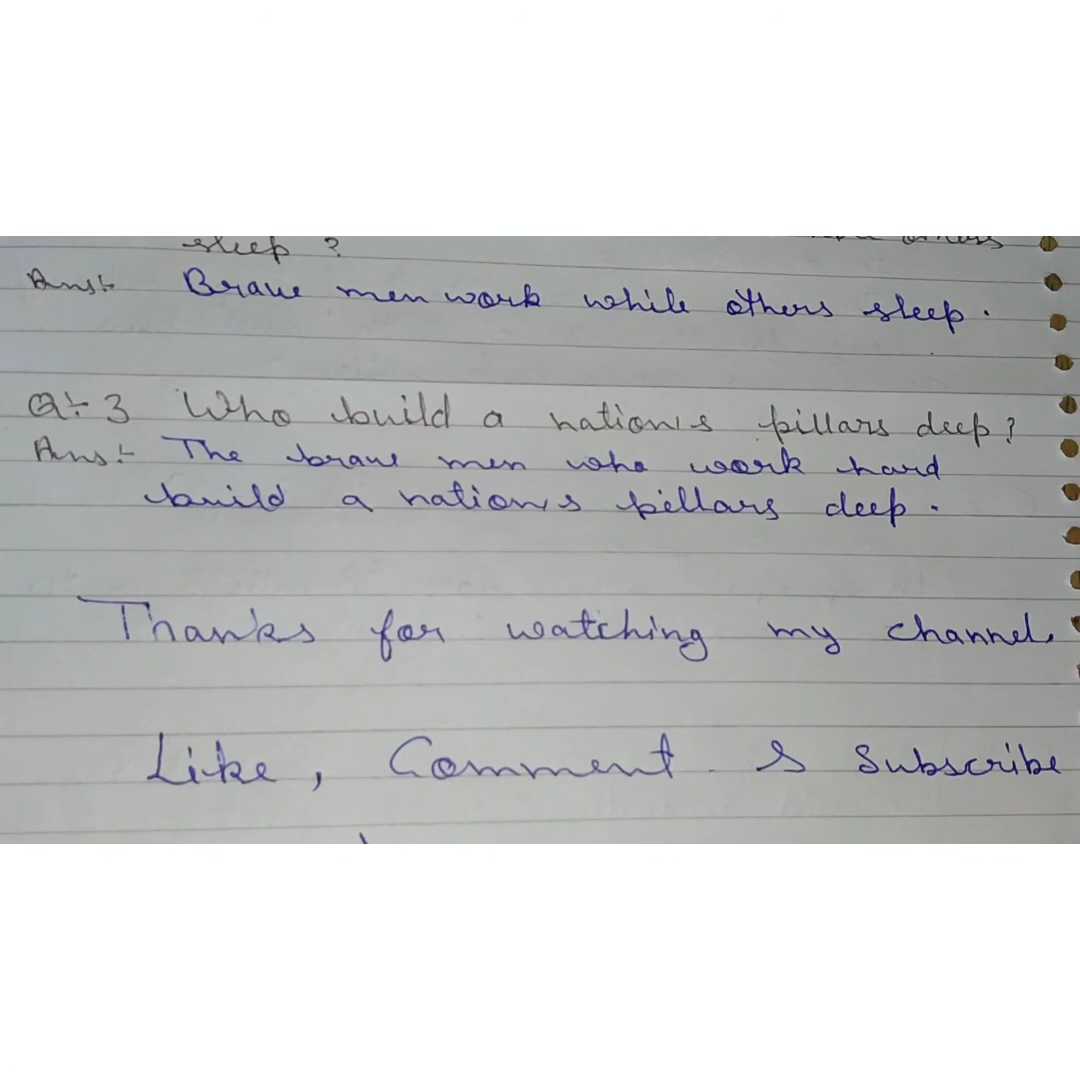 sleep ? others
Ans:- Brave men work while others sleep.
Q:- 3 Who build a nation's pillars deep?
Ans:- The brave men who work hard
build a nation's pillars deep.
Thanks for watching my channel.
Like, Comment & Subscribe